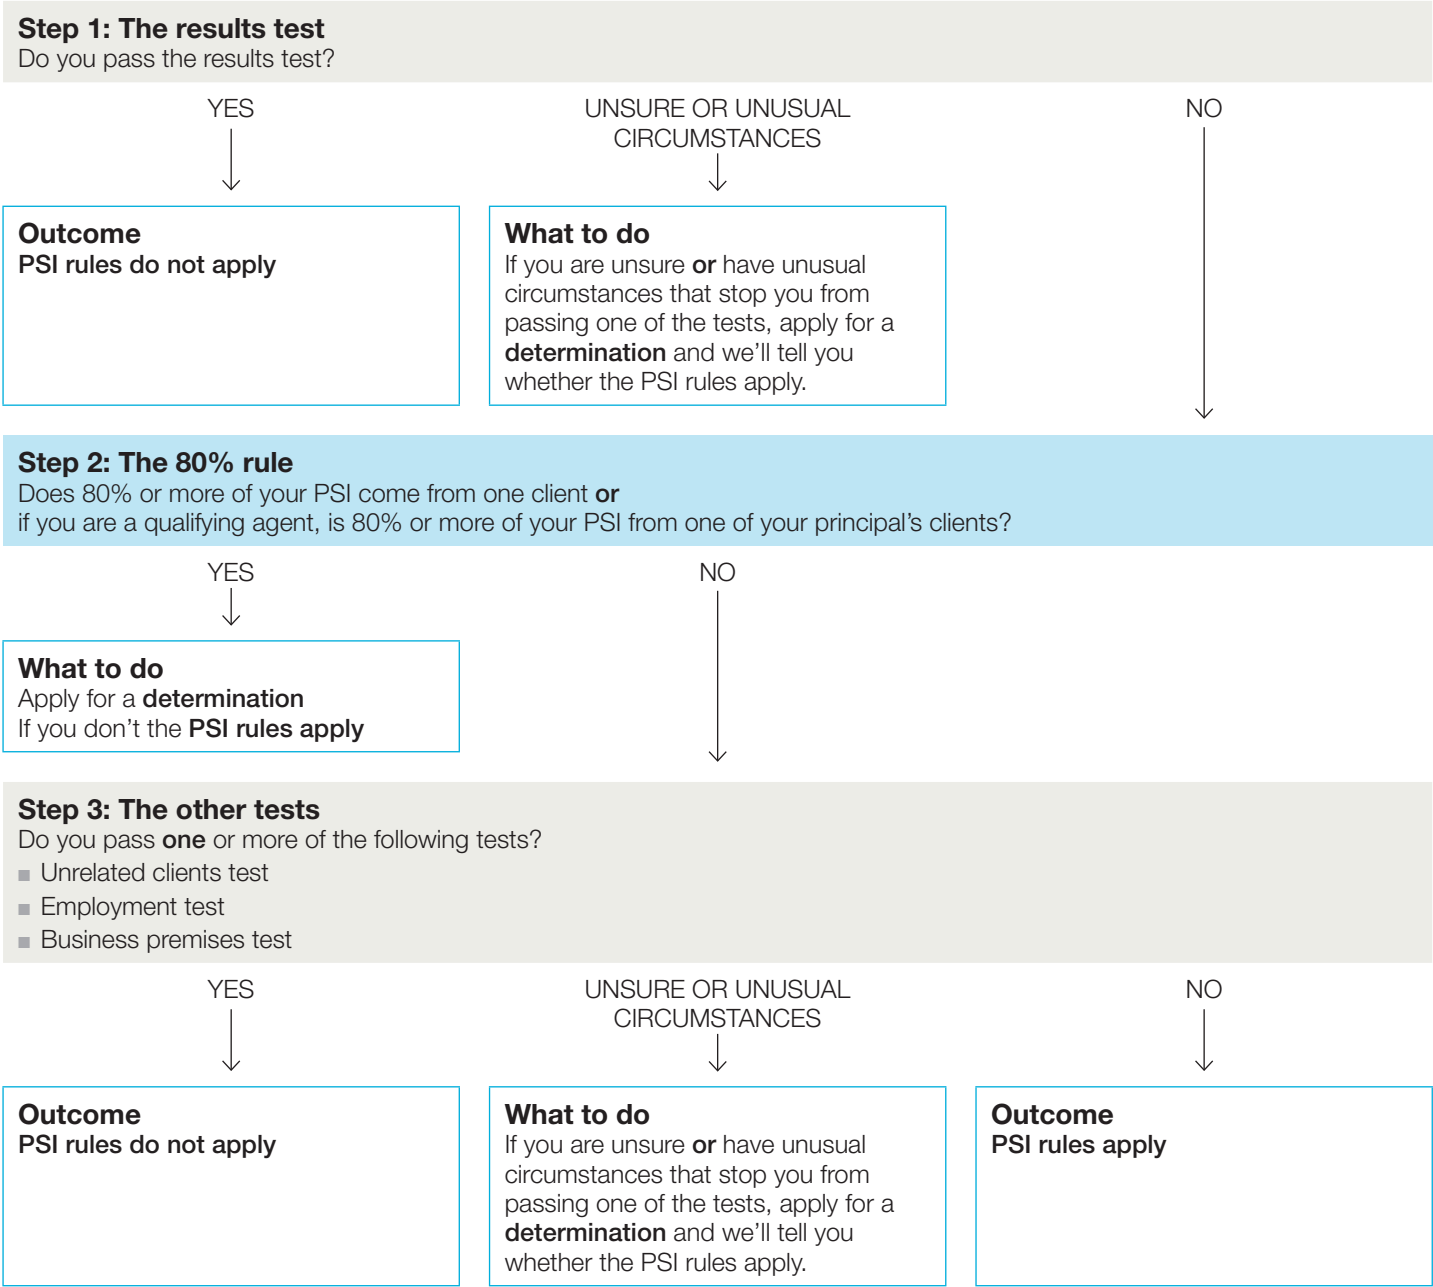 Step 1: The results test
Do you pass the results test?
YES
UNSURE OR UNUSUAL
CIRCUMSTANCES
NO
Outcome
PSI rules do not apply
What to do
If you are unsure or have unusual
circumstances that stop you from
passing one of the tests, apply for a
determination and we’ll tell you
whether the PSI rules apply.
Step 2: The 80% rule
Does 80% or more of your PSI come from one client or
if you are a qualifying agent, is 80% or more of your PSI from one of your principal’s clients?
YES
NO
What to do
Apply for a determination
If you don’t the PSI rules apply
Step 3: The other tests
Do you pass one or more of the following tests?
■ Unrelated clients test
■ Employment test
■ Business premises test
YES
UNSURE OR UNUSUAL
CIRCUMSTANCES
NO
Outcome
PSI rules do not apply
What to do
If you are unsure or have unusual
circumstances that stop you from
passing one of the tests, apply for a
determination and we’ll tell you
whether the PSI rules apply.
Outcome
PSI rules apply